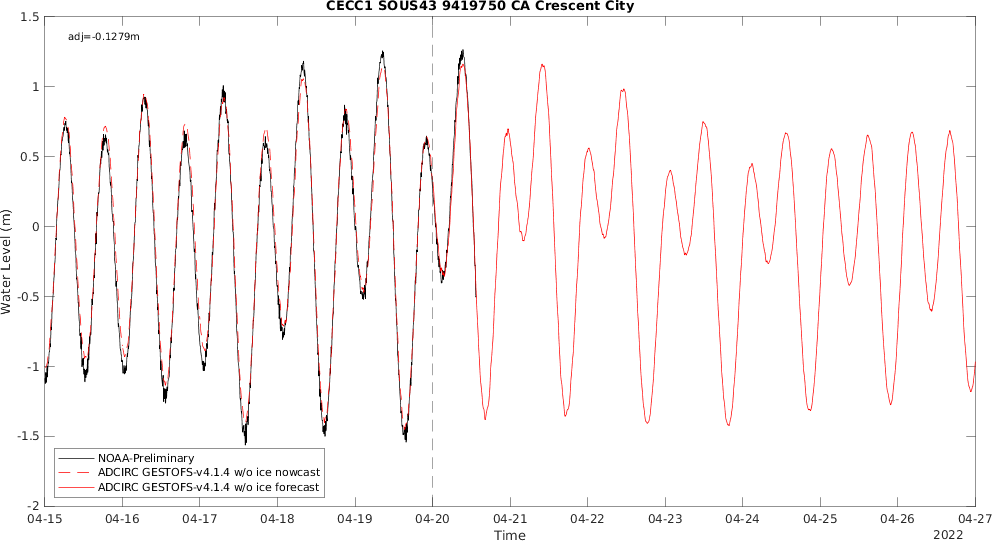 CECC1 SOUS43 9419750 CA Crescent City
adj=-0.1279m
1.5
1
0.5
0
-0.5
-1
-1.5
-2
Water Level (m)
NOAA-Preliminary
ADCIRC GESTOFS-v4.1.4 w/o ice nowcast
ADCIRC GESTOFS-v4.1.4 w/o ice forecast
04-15 04-16 04-17 04-18 04-19 04-20 04-21 04-22 04-23 04-24 04-25 04-26 04-27
Time
2022